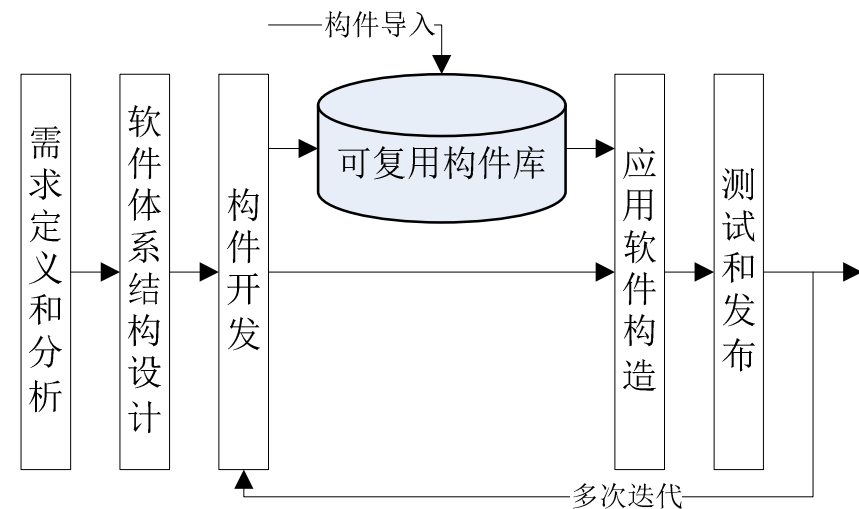 构件导入
需求定义和分析
软件体系结构设计
构件开发
可复用构件库
应用软件构造
测试和发布
多次迭代